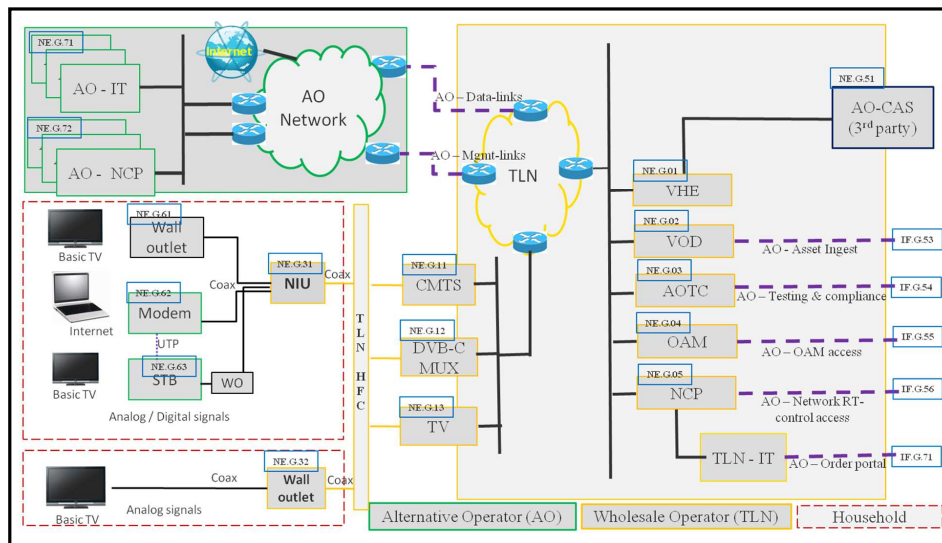 NE.G.71
AO - IT
NE.G.72
AO - NCP
Internet
AO
Network
AO – Data-links
AO – Mgmt-links
TLN
NE.G.51
AO-CAS
(3rd party)
NE.G.01
VHE
NE.G.02
VOD
AO – Asset Ingest
IF.G.53
NE.G.03
AOTC
AO – Testing & compliance
IF.G.54
NE.G.04
OAM
AO – OAM access
IF.G.55
NE.G.05
NCP
AO – Network RT-
control access
IF.G.56
TLN - IT
AO – Order portal
IF.G.71
NE.G.61
Wall
outlet
Basic TV
NE.G.31
NIU
Coax
Coax
NE.G.62
Modem
Internet
UTP
NE.G.63
STB
WO
Basic TV
Analog / Digital signals
TLN HFC
NE.G.11
CMTS
NE.G.12
DVB-C
MUX
NE.G.13
TV
NE.G.32
Wall
outlet
Coax
Coax
Basic TV
Analog signals
Alternative Operator (AO)
Wholesale Operator (TLN)
Household